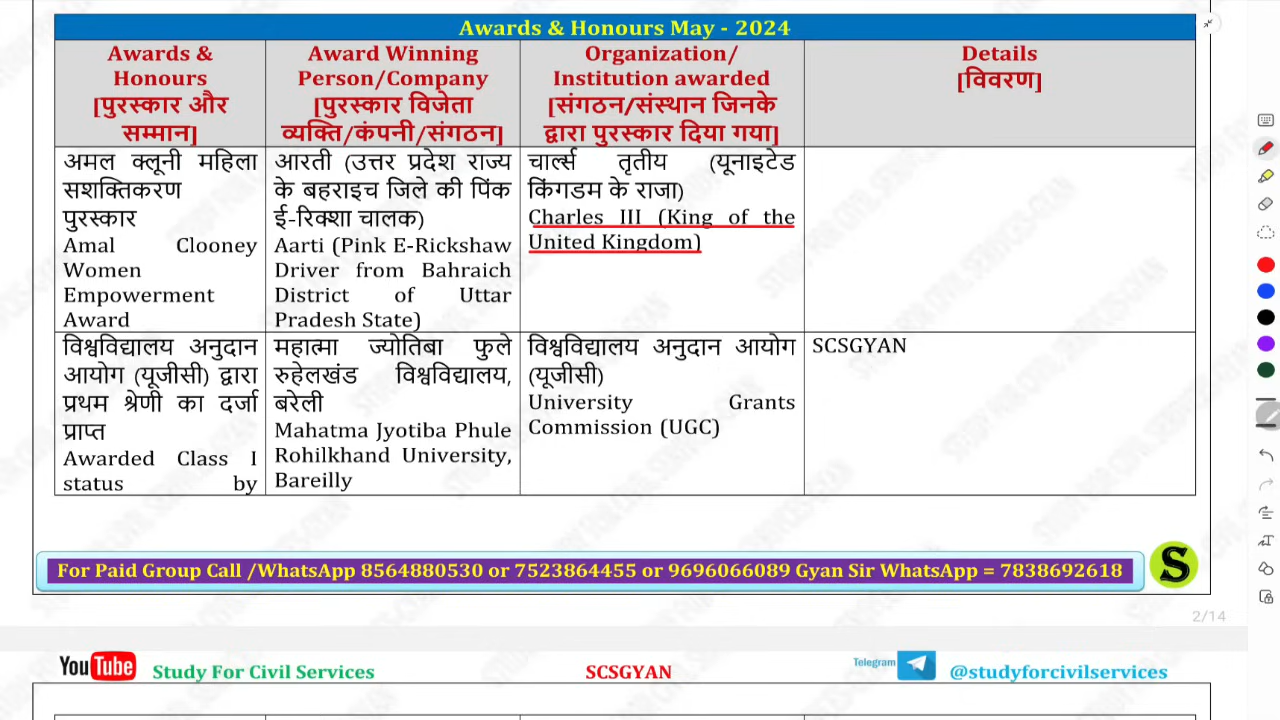 Awards & Honours May - 2024
Awards &
Honours
[पुरस्कार और
सम्मान]
Award Winning
Person/Company
[पुरस्कार विजेता
व्यक्ति/कंपनी/संगठन]
Organization/
Institution awarded
[संगठन/संस्थान जिनके
द्वारा पुरस्कार दिया गया]
Details
[विवरण]
अमल क्लूनी महिला
सशक्तिकरण
पुरस्कार
Amal Clooney
Women
Empowerment
Award
आरती (उत्तर प्रदेश राज्य
के बहराइच जिले की पिंक
ई-रिक्शा चालक)
Aarti (Pink E-Rickshaw
Driver from Bahraich
District of Uttar
Pradesh State)
चार्ल्स तृतीय (यूनाइटेड
किंगडम के राजा)
Charles III (King of the
United Kingdom)
विश्वविद्यालय अनुदान
आयोग (यूजीसी) द्वारा
प्रथम श्रेणी का दर्जा
प्राप्त
Awarded Class I
status by
महात्मा ज्योतिबा फुले
रुहेलखंड विश्वविद्यालय,
बरेली
Mahatma Jyotiba Phule
Rohilkhand University,
Bareilly
विश्वविद्यालय अनुदान आयोग
(यूजीसी)
University Grants
Commission (UGC)
SCSGYAN
For Paid Group Call /WhatsApp 8564880530 or 7523864455 or 9696066089 Gyan Sir WhatsApp = 7838692618
S
2/14
YouTube Study For Civil Services SCSGYAN Telegram @studyforcivilservices